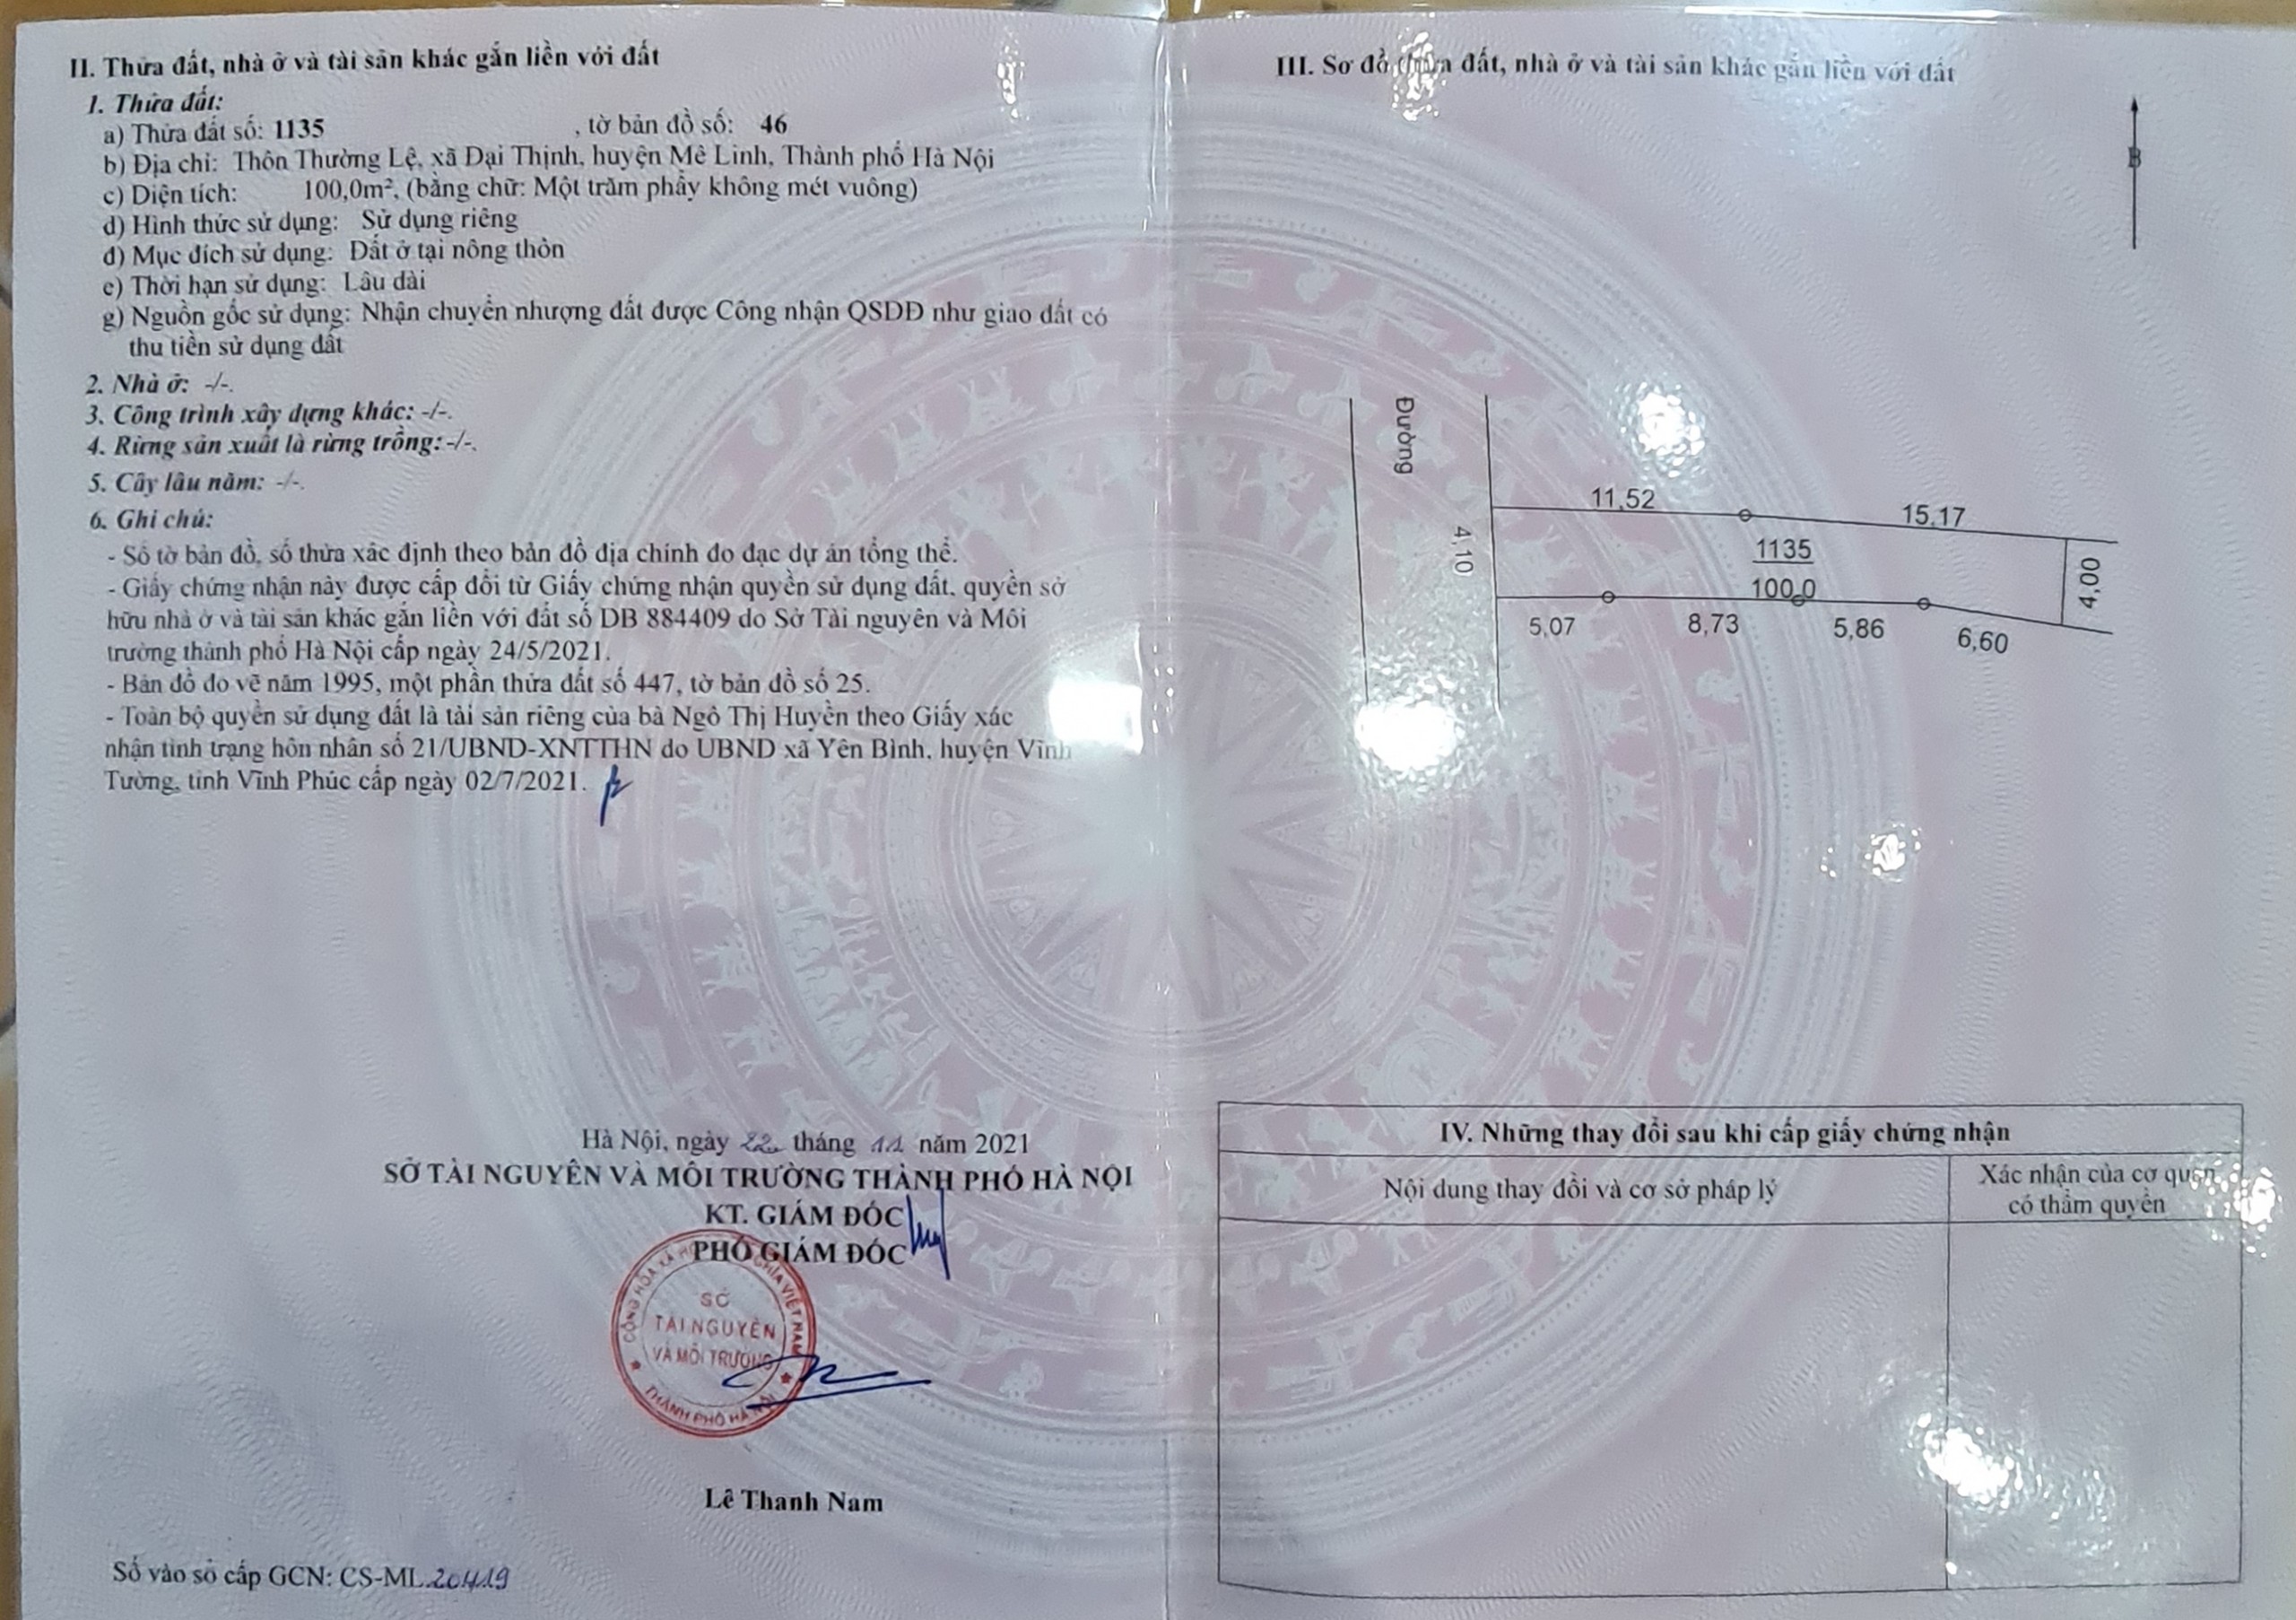 II. Thửa đất, nhà ở và tài sản khác gắn liền với đất
1. Thửa đất:
a) Thửa đất số: 1135 , tờ bản đồ số: 46
b) Địa chỉ: Thôn Thường Lệ, xã Đại Thịnh, huyện Mê Linh, Thành phố Hà Nội
c) Diện tích: 100,0m², (bằng chữ: Một trăm phẩy không mét vuông)
d) Hình thức sử dụng: Sử dụng riêng
đ) Mục đích sử dụng: Đất ở tại nông thôn
e) Thời hạn sử dụng: Lâu dài
g) Nguồn gốc sử dụng: Nhận chuyển nhượng đất được Công nhận QSDĐ như giao đất có
thu tiền sử dụng đất
2. Nhà ở: -/-.
3. Công trình xây dựng khác: -/-.
4. Rừng sản xuất là rừng trồng: -/-.
5. Cây lâu năm: -/-.
6. Ghi chú:
- Số tờ bản đồ, số thửa xác định theo bản đồ địa chính đo đạc dự án tổng thể.
- Giấy chứng nhận này được cấp đổi từ Giấy chứng nhận quyền sử dụng đất, quyền sở
hữu nhà ở và tài sản khác gắn liền với đất số DB 884409 do Sở Tài nguyên và Môi
trường thành phố Hà Nội cấp ngày 24/5/2021.
- Bản đồ đo vẽ năm 1995, một phần thửa đất số 447, tờ bản đồ số 25.
- Toàn bộ quyền sử dụng đất là tài sản riêng của bà Ngô Thị Huyền theo Giấy xác
nhận tình trạng hôn nhân số 21/UBND-XNTTHN do UBND xã Yên Bình, huyện Vĩnh
Tường, tỉnh Vĩnh Phúc cấp ngày 02/7/2021.
Hà Nội, ngày 22 tháng 11 năm 2021
SỞ TÀI NGUYÊN VÀ MÔI TRƯỜNG THÀNH PHỐ HÀ NỘI
KT. GIÁM ĐỐC
PHÓ GIÁM ĐỐC
CỘNG HÒA XÃ HỘI CHỦ NGHĨA VIỆT NAM
SỞ
TÀI NGUYÊN
VÀ MÔI TRƯỜNG
THÀNH PHỐ HÀ NỘI
Lê Thanh Nam
Số vào sổ cấp GCN: CS-ML 20419
III. Sơ đồ thửa đất, nhà ở và tài sản khác gắn liền với đất
B
Đường
11,52
15,17
4,10
1135
100,0
4,00
5,07
8,73
5,86
6,60
IV. Những thay đổi sau khi cấp giấy chứng nhận
Nội dung thay đổi và cơ sở pháp lý
Xác nhận của cơ quan
có thẩm quyền